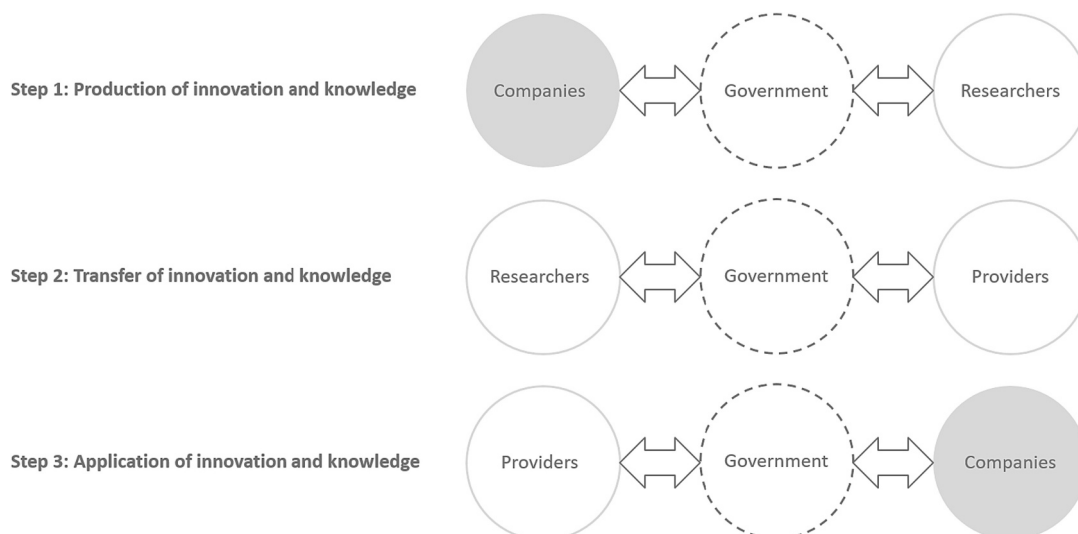 Step 1: Production of innovation and knowledge
Companies
Government
Researchers
Step 2: Transfer of innovation and knowledge
Researchers
Government
Providers
Step 3: Application of innovation and knowledge
Providers
Government
Companies